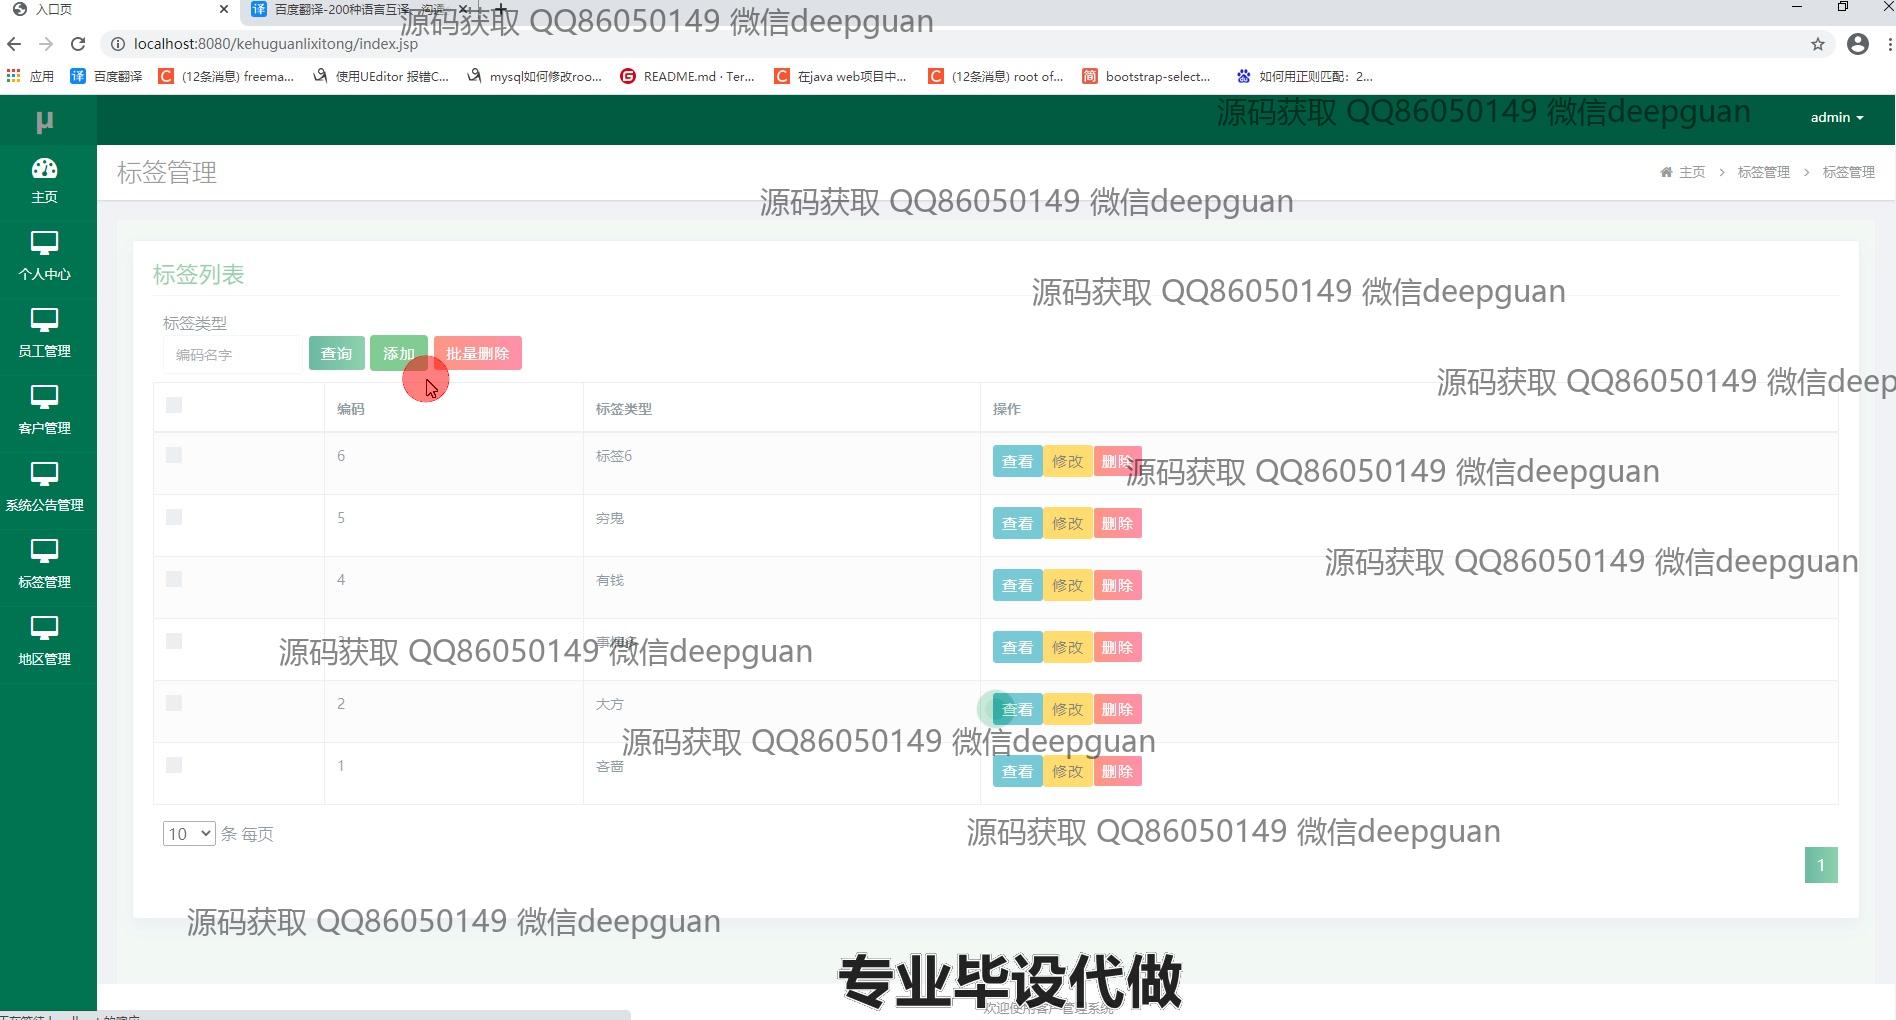 入口页
百度翻译-200种语言互译、沟通
源码获取 QQ86050149 微信deepguan
localhost:8080/kehuguanlixitong/index.jsp
应用
百度翻译
(12条消息) freema...
使用UEditor 报错C...
mysql如何修改roo...
README.md · Ter...
在java web项目中...
(12条消息) root of...
bootstrap-select...
如何用正则匹配：2...
μ
源码获取 QQ86050149 微信deepguan
admin
主页
个人中心
员工管理
客户管理
系统公告管理
标签管理
地区管理
标签管理
主页 > 标签管理 > 标签管理
源码获取 QQ86050149 微信deepguan
标签列表
源码获取 QQ86050149 微信deepguan
标签类型
编码名字 查询 添加 批量删除
源码获取 QQ86050149 微信deep
编码 标签类型 操作
6 标签6 查看 修改 删除
源码获取 QQ86050149 微信deepguan
5 穷鬼 查看 修改 删除
源码获取 QQ86050149 微信deepguan
4 有钱 查看 修改 删除
查看 修改 删除
源码获取 QQ86050149 微信deepguan
2 大方 查看 修改 删除
源码获取 QQ86050149 微信deepguan
1 吝啬 查看 修改 删除
10 条 每页
源码获取 QQ86050149 微信deepguan
1
源码获取 QQ86050149 微信deepguan
专业毕设代做
欢迎使用客户管理系统